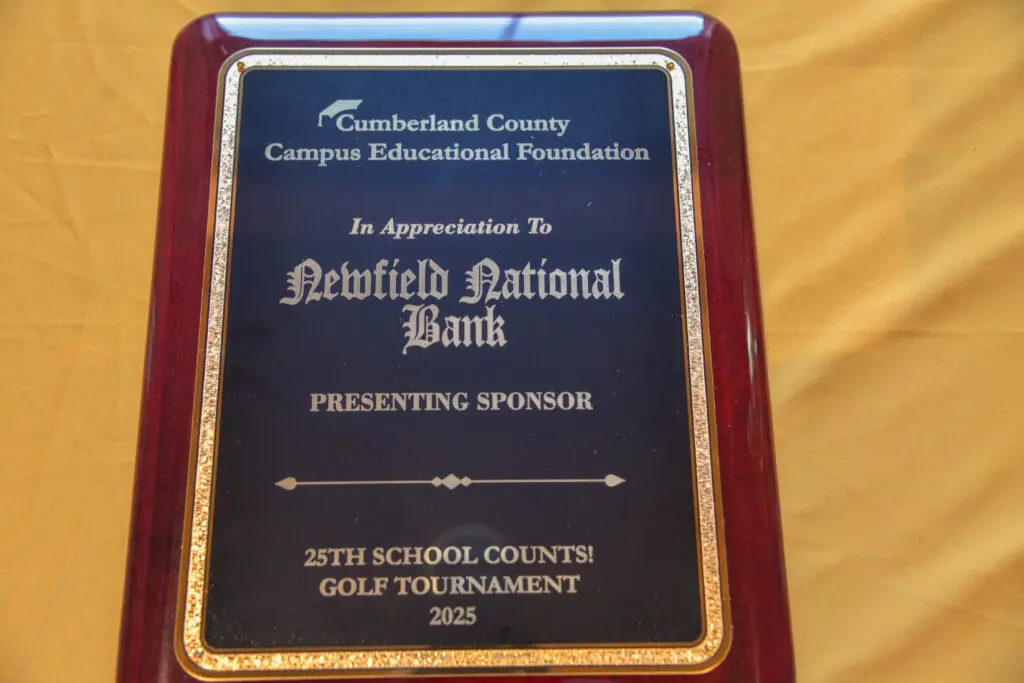 Cumberland County
Campus Educational Foundation
In Appreciation To
Newfield National
Bank
PRESENTING SPONSOR
25TH SCHOOL COUNTS!
GOLF TOURNAMENT
2025